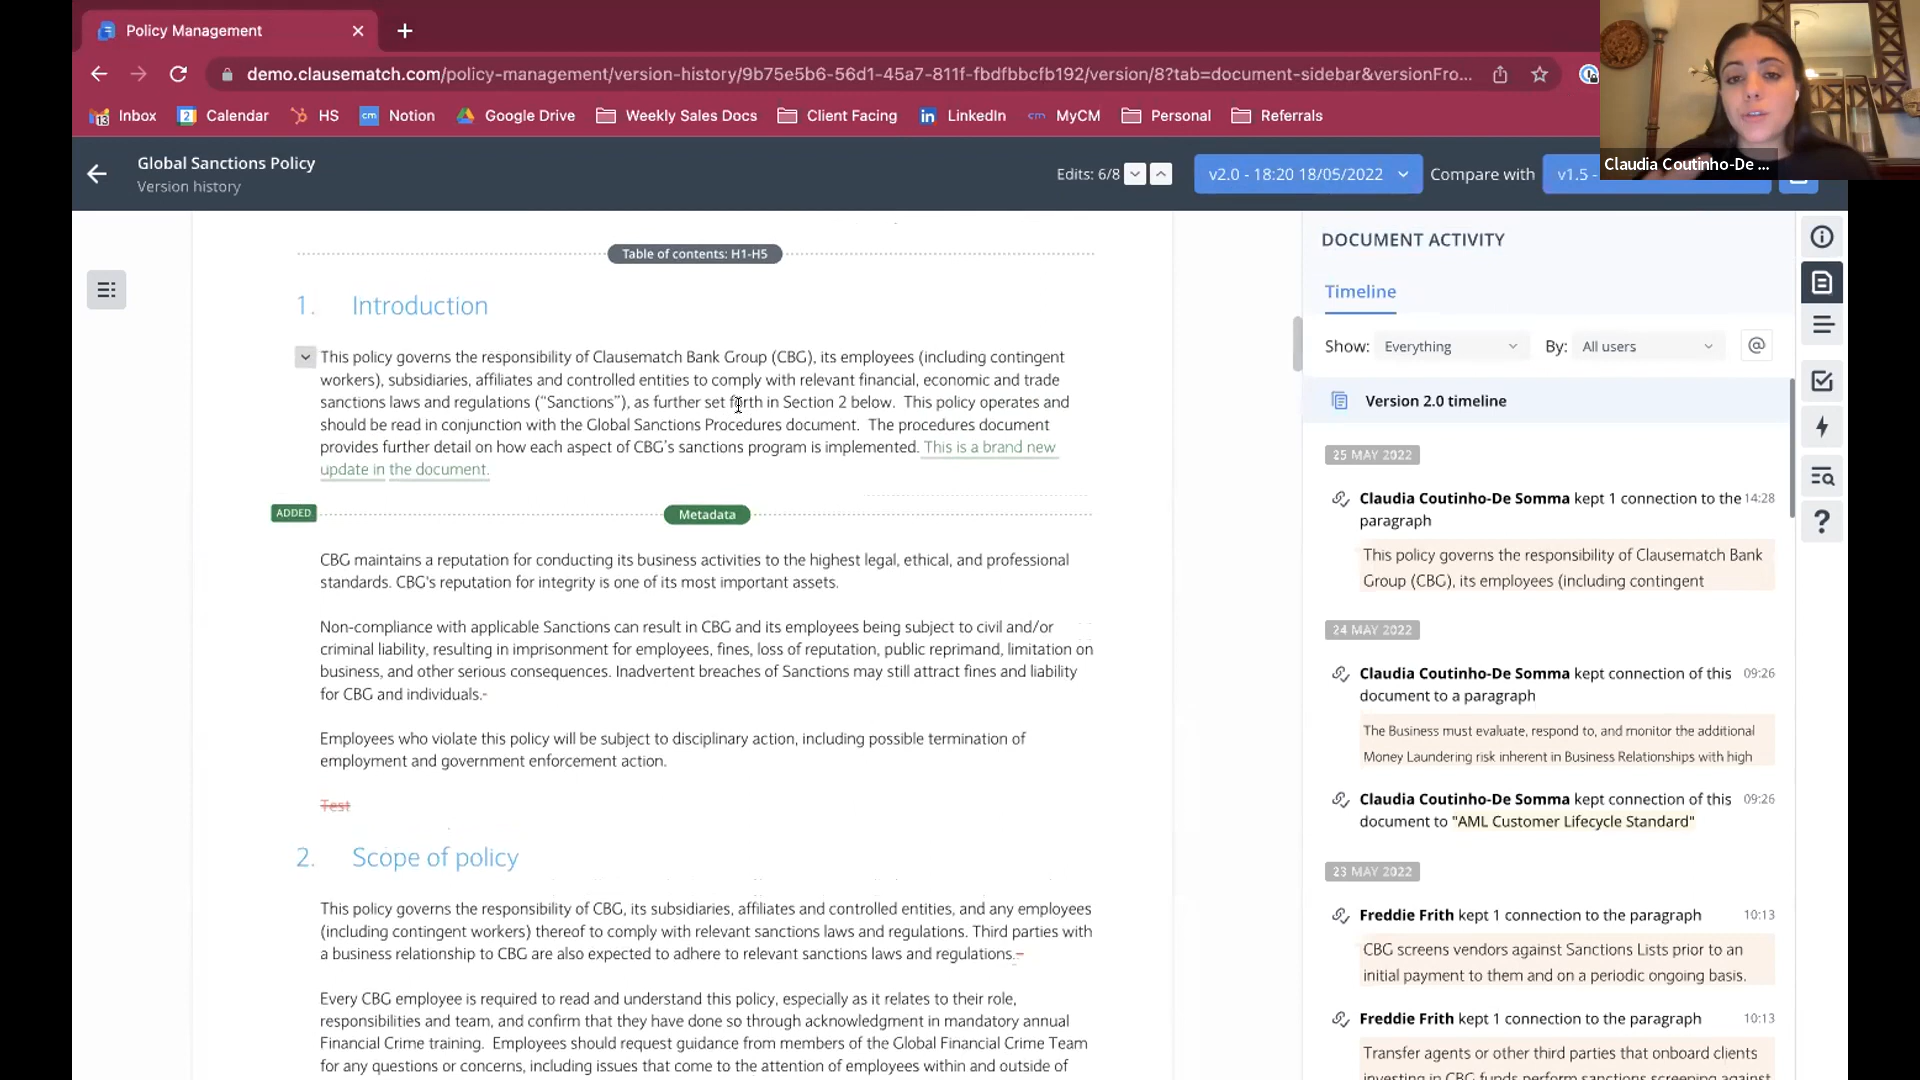 Policy Management
demo.clausematch.com/policy-management/version-history/9b75e5b6-56d1-45a7-811f-fbdfbbcfb192/version/8?tab=document-sidebar&versionFro...
13 Inbox
2 Calendar
HS
cm Notion
Google Drive
Weekly Sales Docs
Client Facing
in LinkedIn
cm MyCM
Personal
Referrals
Claudia Coutinho-De ...
Global Sanctions Policy
Version history
Edits: 6/8
v2.0 - 18:20 18/05/2022
Compare with
v1.5 -
Table of contents: H1-H5
1. Introduction
This policy governs the responsibility of Clausematch Bank Group (CBG), its employees (including contingent
workers), subsidiaries, affiliates and controlled entities to comply with relevant financial, economic and trade
sanctions laws and regulations (“Sanctions”), as further set forth in Section 2 below.  This policy operates and
should be read in conjunction with the Global Sanctions Procedures document.  The procedures document
provides further detail on how each aspect of CBG’s sanctions program is implemented. This is a brand new
update in the document.
ADDED
Metadata
CBG maintains a reputation for conducting its business activities to the highest legal, ethical, and professional
standards. CBG's reputation for integrity is one of its most important assets.
Non-compliance with applicable Sanctions can result in CBG and its employees being subject to civil and/or
criminal liability, resulting in imprisonment for employees, fines, loss of reputation, public reprimand, limitation on
business, and other serious consequences. Inadvertent breaches of Sanctions may still attract fines and liability
for CBG and individuals.-
Employees who violate this policy will be subject to disciplinary action, including possible termination of
employment and government enforcement action.
Test
2. Scope of policy
This policy governs the responsibility of CBG, its subsidiaries, affiliates and controlled entities, and any employees
(including contingent workers) thereof to comply with relevant sanctions laws and regulations. Third parties with
a business relationship to CBG are also expected to adhere to relevant sanctions laws and regulations.-
Every CBG employee is required to read and understand this policy, especially as it relates to their role,
responsibilities and team, and confirm that they have done so through acknowledgment in mandatory annual
Financial Crime training.  Employees should request guidance from members of the Global Financial Crime Team
for any questions or concerns, including issues that come to the attention of employees within and outside of
DOCUMENT ACTIVITY
Timeline
Show: Everything
By: All users
@
Version 2.0 timeline
25 MAY 2022
Claudia Coutinho-De Somma kept 1 connection to the 14:28
paragraph
This policy governs the responsibility of Clausematch Bank
Group (CBG), its employees (including contingent
24 MAY 2022
Claudia Coutinho-De Somma kept connection of this 09:26
document to a paragraph
The Business must evaluate, respond to, and monitor the additional
Money Laundering risk inherent in Business Relationships with high
Claudia Coutinho-De Somma kept connection of this 09:26
document to "AML Customer Lifecycle Standard"
23 MAY 2022
Freddie Frith kept 1 connection to the paragraph 10:13
CBG screens vendors against Sanctions Lists prior to an
initial payment to them and on a periodic ongoing basis.
Freddie Frith kept 1 connection to the paragraph 10:13
Transfer agents or other third parties that onboard clients
investing in CBG funds perform sanctions screening against